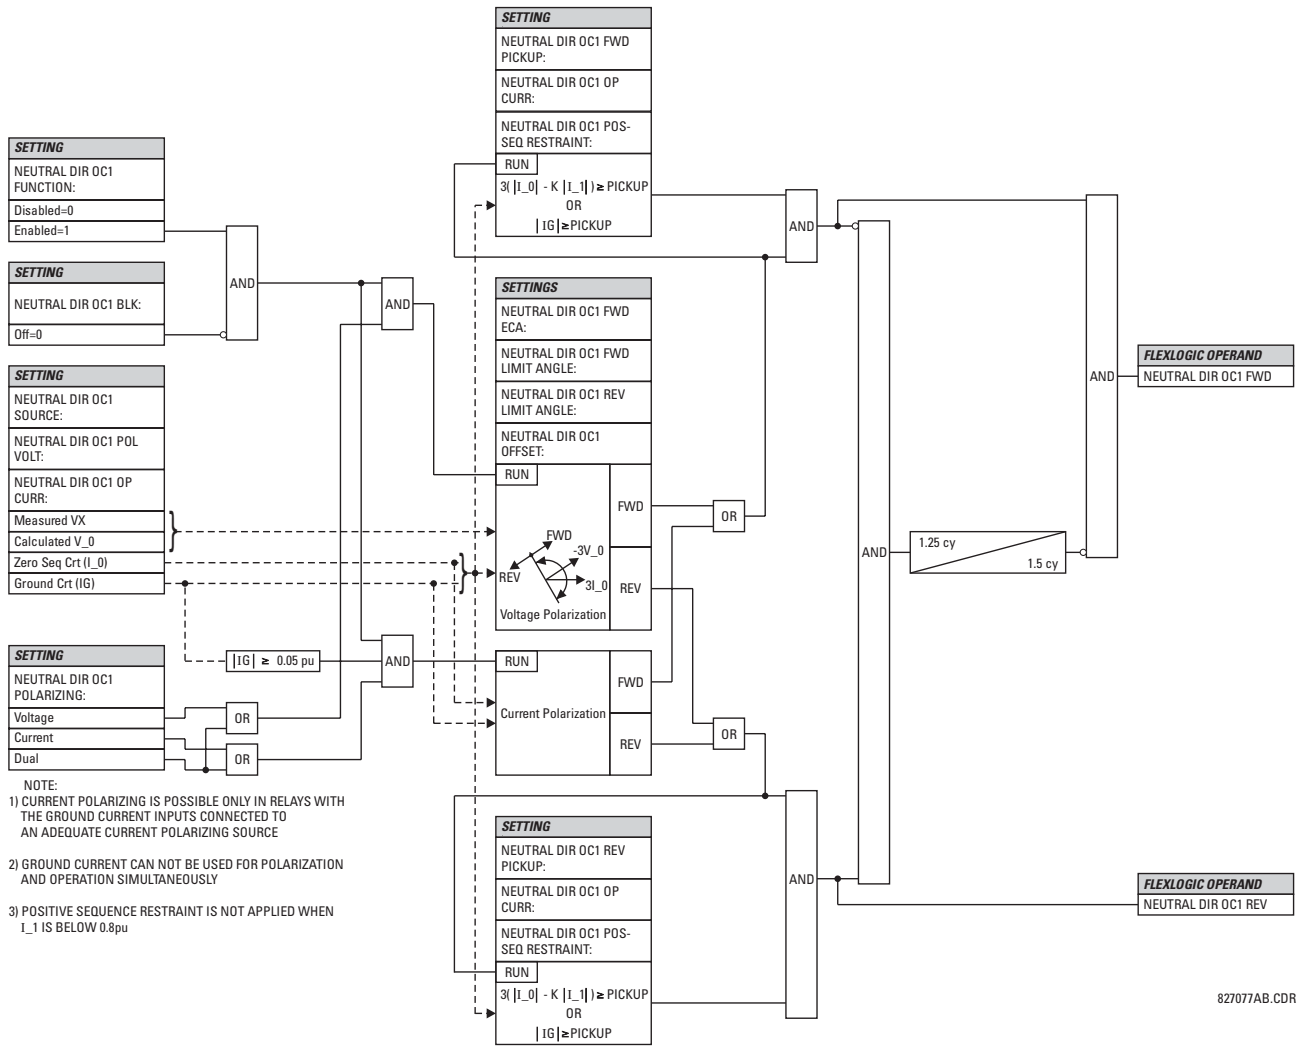 SETTING
NEUTRAL DIR OC1 FWD
PICKUP:
NEUTRAL DIR OC1 OP
CURR:
NEUTRAL DIR OC1 POS-
SEQ RESTRAINT:
RUN
3( |I_0| - K |I_1| ) ≥ PICKUP
OR
|IG| ≥ PICKUP
AND
SETTING
NEUTRAL DIR OC1
FUNCTION:
Disabled=0
Enabled=1
SETTING
NEUTRAL DIR OC1 BLK:
Off=0
AND
AND
SETTING
NEUTRAL DIR OC1
SOURCE:
NEUTRAL DIR OC1 POL
VOLT:
NEUTRAL DIR OC1 OP
CURR:
Measured VX
Calculated V_0
Zero Seq Crt (I_0)
Ground Crt (IG)
SETTING
NEUTRAL DIR OC1
POLARIZING:
Voltage
Current
Dual
OR
OR
|IG| ≥ 0.05 pu
AND
SETTINGS
NEUTRAL DIR OC1 FWD
ECA:
NEUTRAL DIR OC1 FWD
LIMIT ANGLE:
NEUTRAL DIR OC1 REV
LIMIT ANGLE:
NEUTRAL DIR OC1
OFFSET:
RUN
FWD
FWD
-3V_0
REV
3I_0
REV
Voltage Polarization
OR
RUN
FWD
Current Polarization
REV
OR
SETTING
NEUTRAL DIR OC1 REV
PICKUP:
NEUTRAL DIR OC1 OP
CURR:
NEUTRAL DIR OC1 POS-
SEQ RESTRAINT:
RUN
3( |I_0| - K |I_1| ) ≥ PICKUP
OR
|IG| ≥ PICKUP
AND
AND
1.25 cy
1.5 cy
AND
FLEXLOGIC OPERAND
NEUTRAL DIR OC1 FWD
FLEXLOGIC OPERAND
NEUTRAL DIR OC1 REV
NOTE:
1) CURRENT POLARIZING IS POSSIBLE ONLY IN RELAYS WITH
THE GROUND CURRENT INPUTS CONNECTED TO
AN ADEQUATE CURRENT POLARIZING SOURCE
2) GROUND CURRENT CAN NOT BE USED FOR POLARIZATION
AND OPERATION SIMULTANEOUSLY
3) POSITIVE SEQUENCE RESTRAINT IS NOT APPLIED WHEN
I_1 IS BELOW 0.8pu
827077AB.CDR